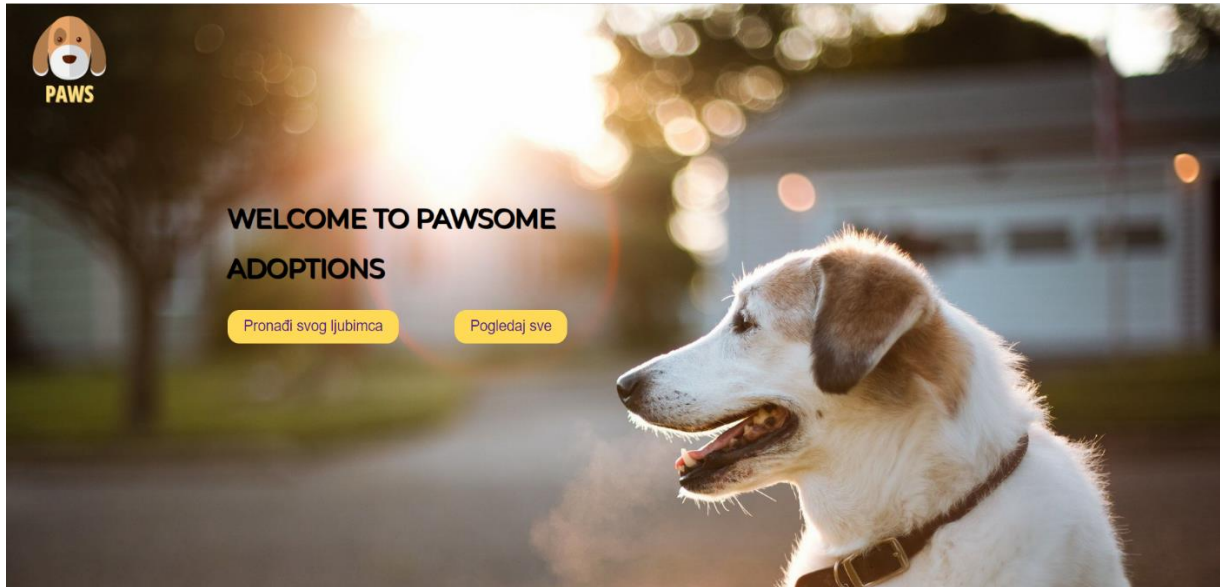 PAWS
WELCOME TO PAWSOME
ADOPTIONS
Pronađi svog ljubimca
Pogledaj sve